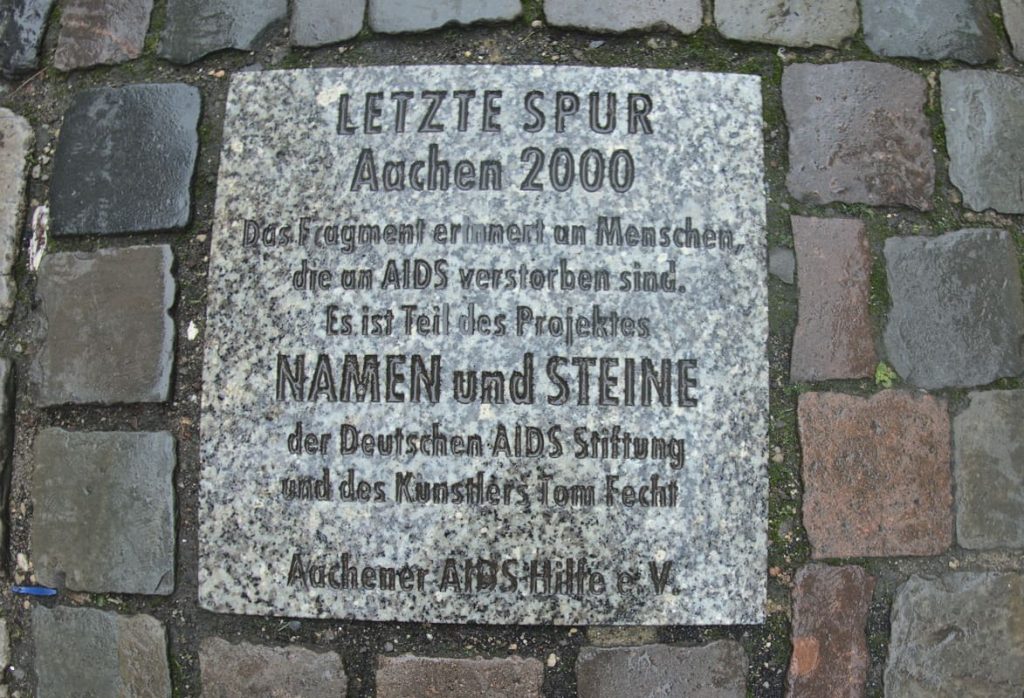 LETZTE SPUR
Aachen 2000
Das Fragment erinnert an Menschen,
die an AIDS verstorben sind.
Es ist Teil des Projektes
NAMEN und STEINE
der Deutschen AIDS Stiftung
und des Kunstlers Tom Fecht
Aachener AIDS Hilfe e.V.